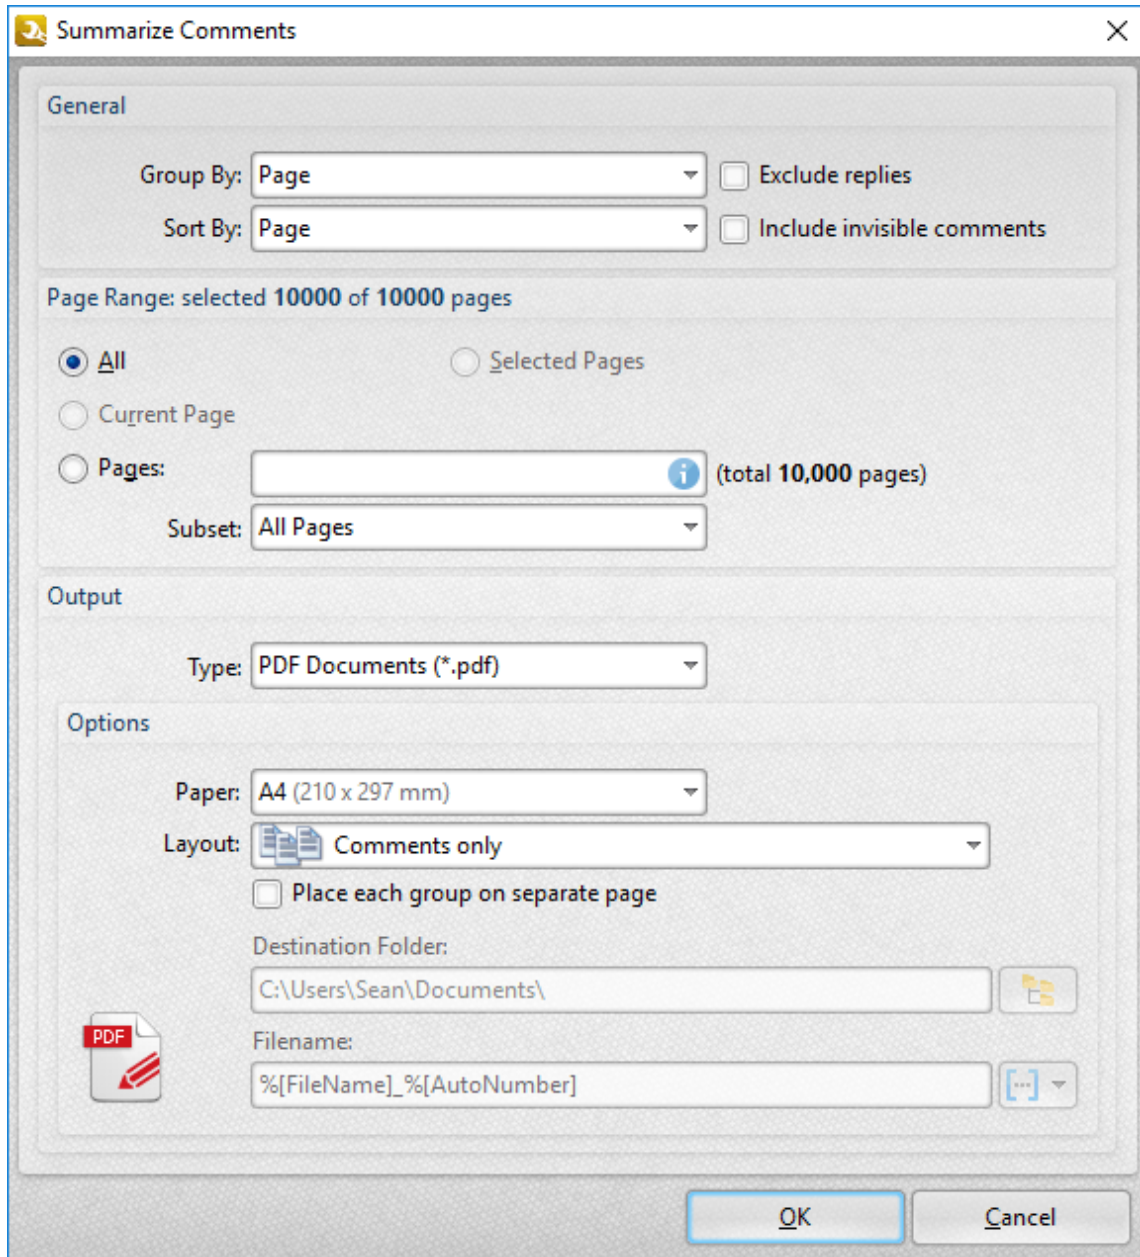 Summarize Comments
General
Group By: Page Exclude replies
Sort By: Page Include invisible comments
Page Range: selected 10000 of 10000 pages
All Selected Pages
Current Page
Pages: (total 10,000 pages)
Subset: All Pages
Output
Type: PDF Documents (*.pdf)
Options
Paper: A4 (210 x 297 mm)
Layout: Comments only
Place each group on separate page
Destination Folder:
C:\Users\Sean\Documents\
PDF
Filename:
%[FileName]_%[AutoNumber]
OK Cancel